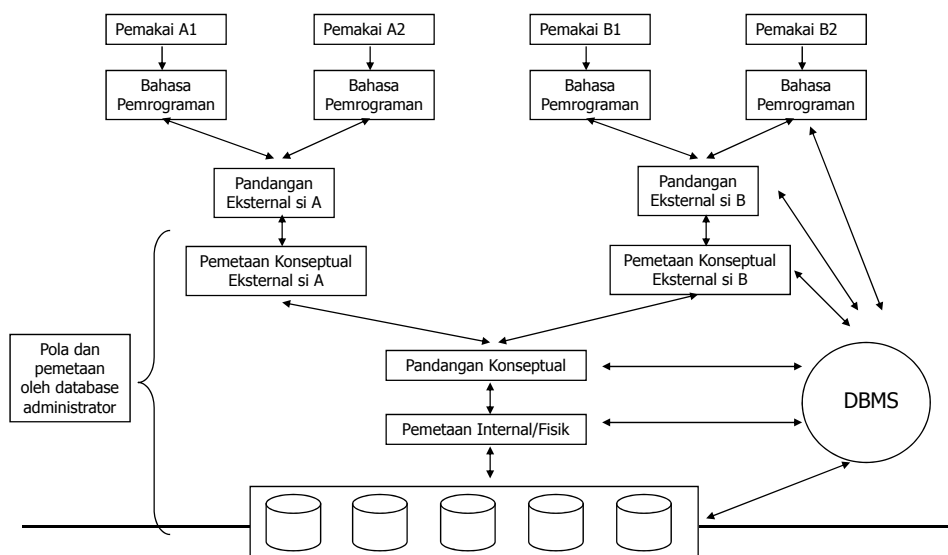 Pemakai A1
Pemakai A2
Pemakai B1
Pemakai B2
Bahasa
Pemrograman
Bahasa
Pemrograman
Bahasa
Pemrograman
Bahasa
Pemrograman
Pandangan
Eksternal si A
Pandangan
Eksternal si B
Pemetaan Konseptual
Eksternal si A
Pemetaan Konseptual
Eksternal si B
Pola dan
pemetaan
oleh database
administrator
Pandangan Konseptual
DBMS
Pemetaan Internal/Fisik